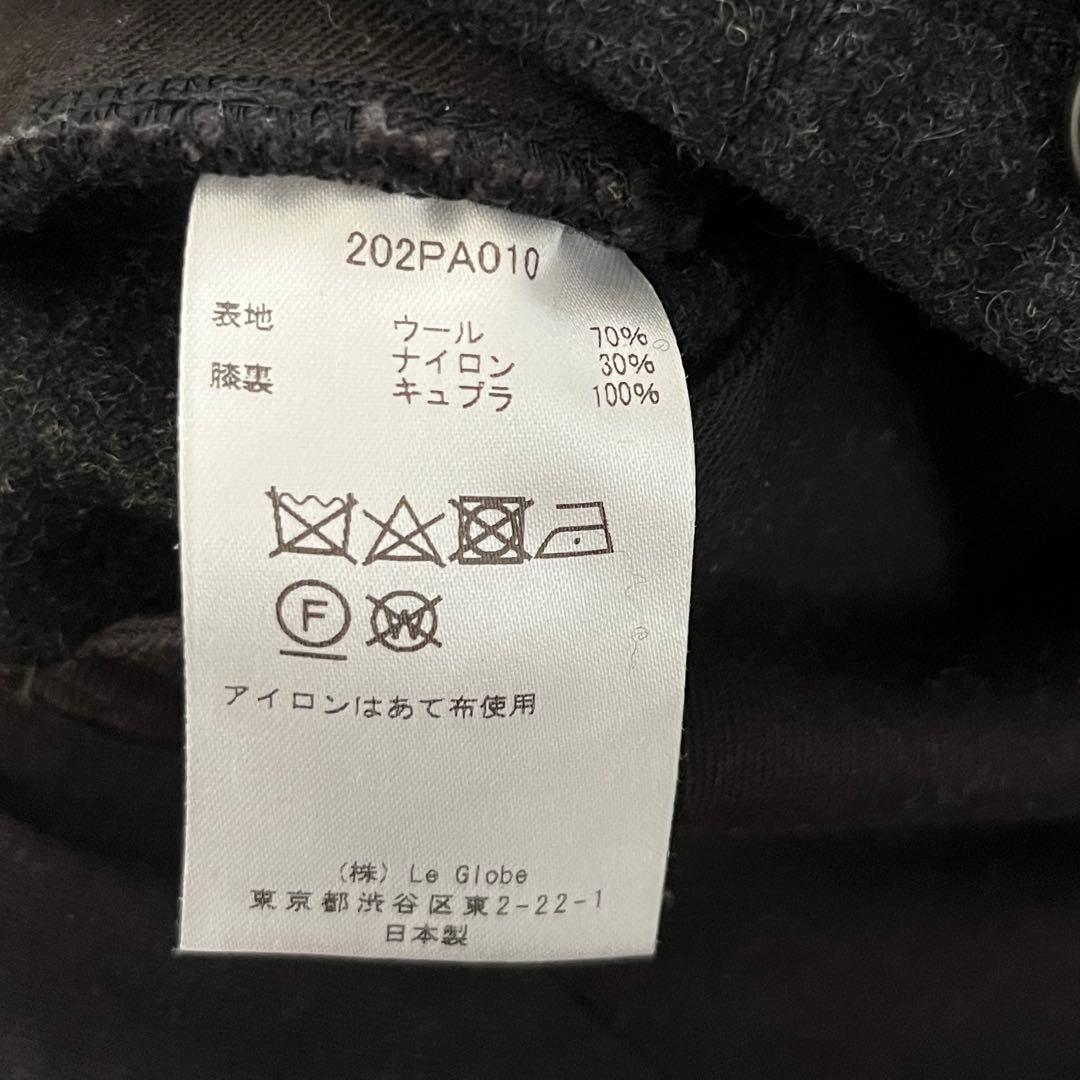 202PA010
表地 ウール 70%
ナイロン 30%
膝裏 キュプラ 100%
F
W
アイロンはあて布使用
(株) Le Globe
東京都渋谷区東2-22-1
日本製